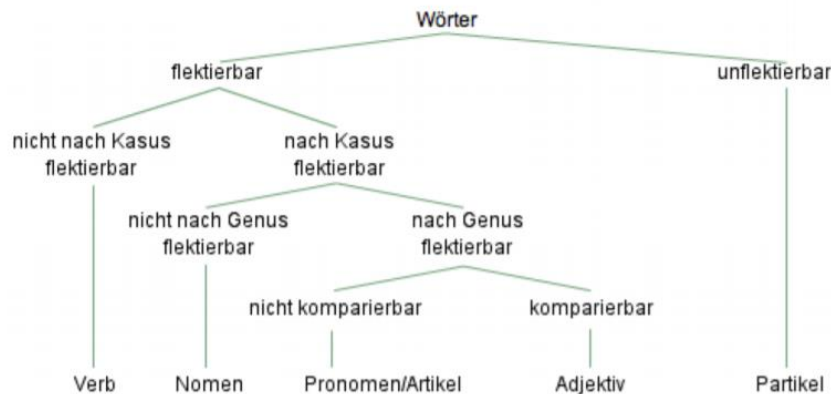 Wörter
flektierbar unflektierbar
nicht nach Kasus nach Kasus
flektierbar flektierbar
nicht nach Genus nach Genus
flektierbar flektierbar
nicht komparierbar komparierbar
Verb Nomen Pronomen/Artikel Adjektiv Partikel